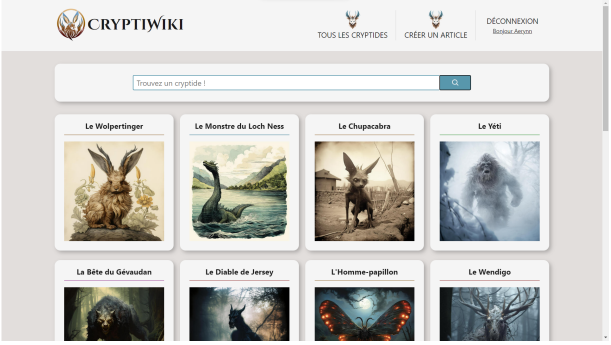 CRYPTIWIKI
TOUS LES CRYPTIDES
CRÉER UN ARTICLE
DÉCONNEXION
Bonjour Aerynn
Trouvez un cryptide !
Le Wolpertinger
Le Monstre du Loch Ness
Le Chupacabra
Le Yéti
La Bête du Gévaudan
Le Diable de Jersey
L'Homme-papillon
Le Wendigo